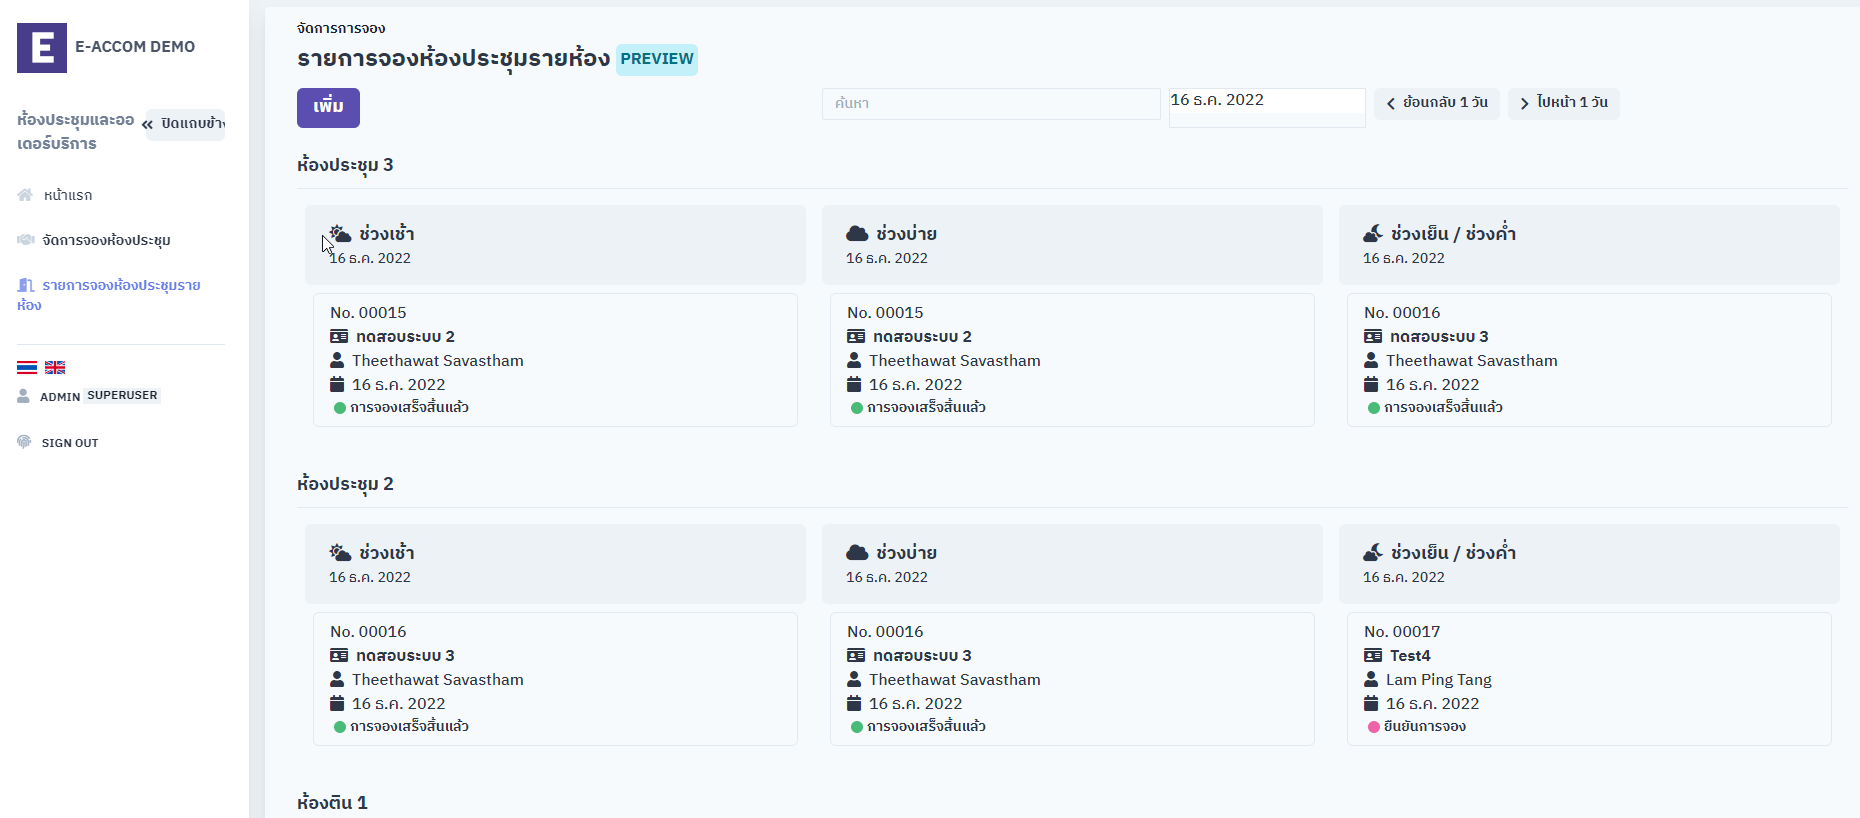 E
E-ACCOM DEMO
ห้องประชุมและออ
เดอร์บริการ
ปิดแถบข้าง
หน้าแรก
จัดการจองห้องประชุม
รายการจองห้องประชุมราย
ห้อง
ADMIN SUPERUSER
SIGN OUT
จัดการการจอง
รายการจองห้องประชุมรายห้อง PREVIEW
เพิ่ม
ค้นหา
16 ธ.ค. 2022
ย้อนกลับ 1 วัน
ไปหน้า 1 วัน
ห้องประชุม 3
ช่วงเช้า
16 ธ.ค. 2022
No. 00015
ทดสอบระบบ 2
Theethawat Savastham
16 ธ.ค. 2022
การจองเสร็จสิ้นแล้ว
ช่วงบ่าย
16 ธ.ค. 2022
No. 00015
ทดสอบระบบ 2
Theethawat Savastham
16 ธ.ค. 2022
การจองเสร็จสิ้นแล้ว
ช่วงเย็น / ช่วงค่ำ
16 ธ.ค. 2022
No. 00016
ทดสอบระบบ 3
Theethawat Savastham
16 ธ.ค. 2022
การจองเสร็จสิ้นแล้ว
ห้องประชุม 2
ช่วงเช้า
16 ธ.ค. 2022
No. 00016
ทดสอบระบบ 3
Theethawat Savastham
16 ธ.ค. 2022
การจองเสร็จสิ้นแล้ว
ช่วงบ่าย
16 ธ.ค. 2022
No. 00016
ทดสอบระบบ 3
Theethawat Savastham
16 ธ.ค. 2022
การจองเสร็จสิ้นแล้ว
ช่วงเย็น / ช่วงค่ำ
16 ธ.ค. 2022
No. 00017
Test4
Lam Ping Tang
16 ธ.ค. 2022
ยืนยันการจอง
ห้องติน 1